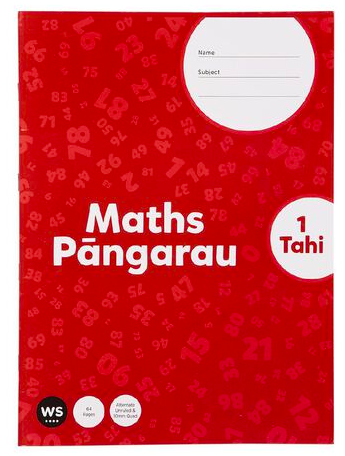 Name
Subject
Maths
Pāngarau
1
Tahi
WS
64
Pages
Alternate
Unruled &
10mm Quad